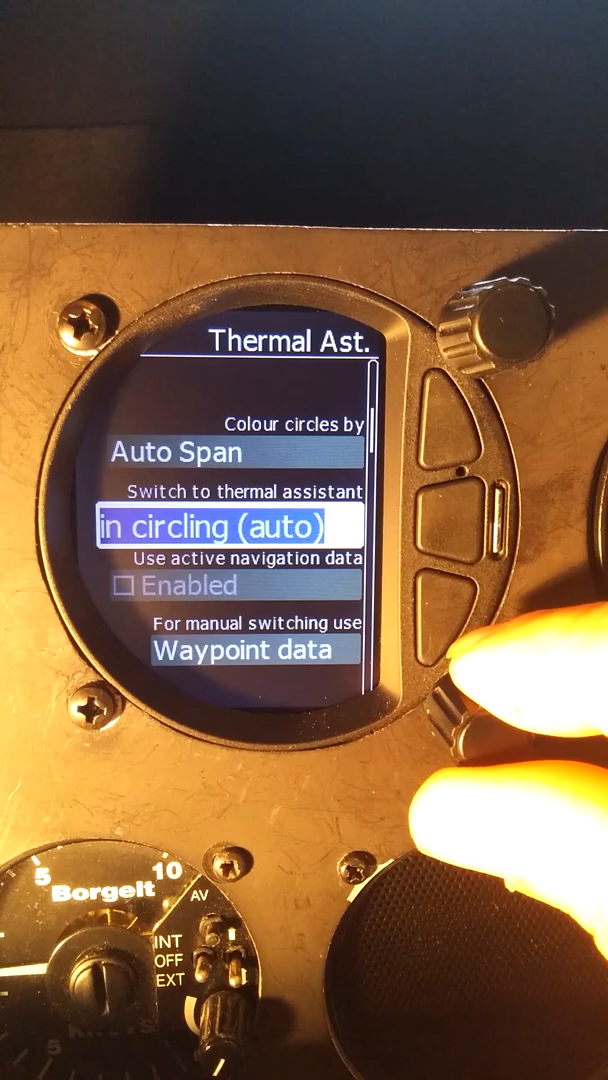 Thermal Ast.
Colour circles by
Auto Span
Switch to thermal assistant
in circling (auto)
Use active navigation data
Enabled
For manual switching use
Waypoint data
5
10
Borgelt
AV
INT
OFF
EXT
KNOTS
5